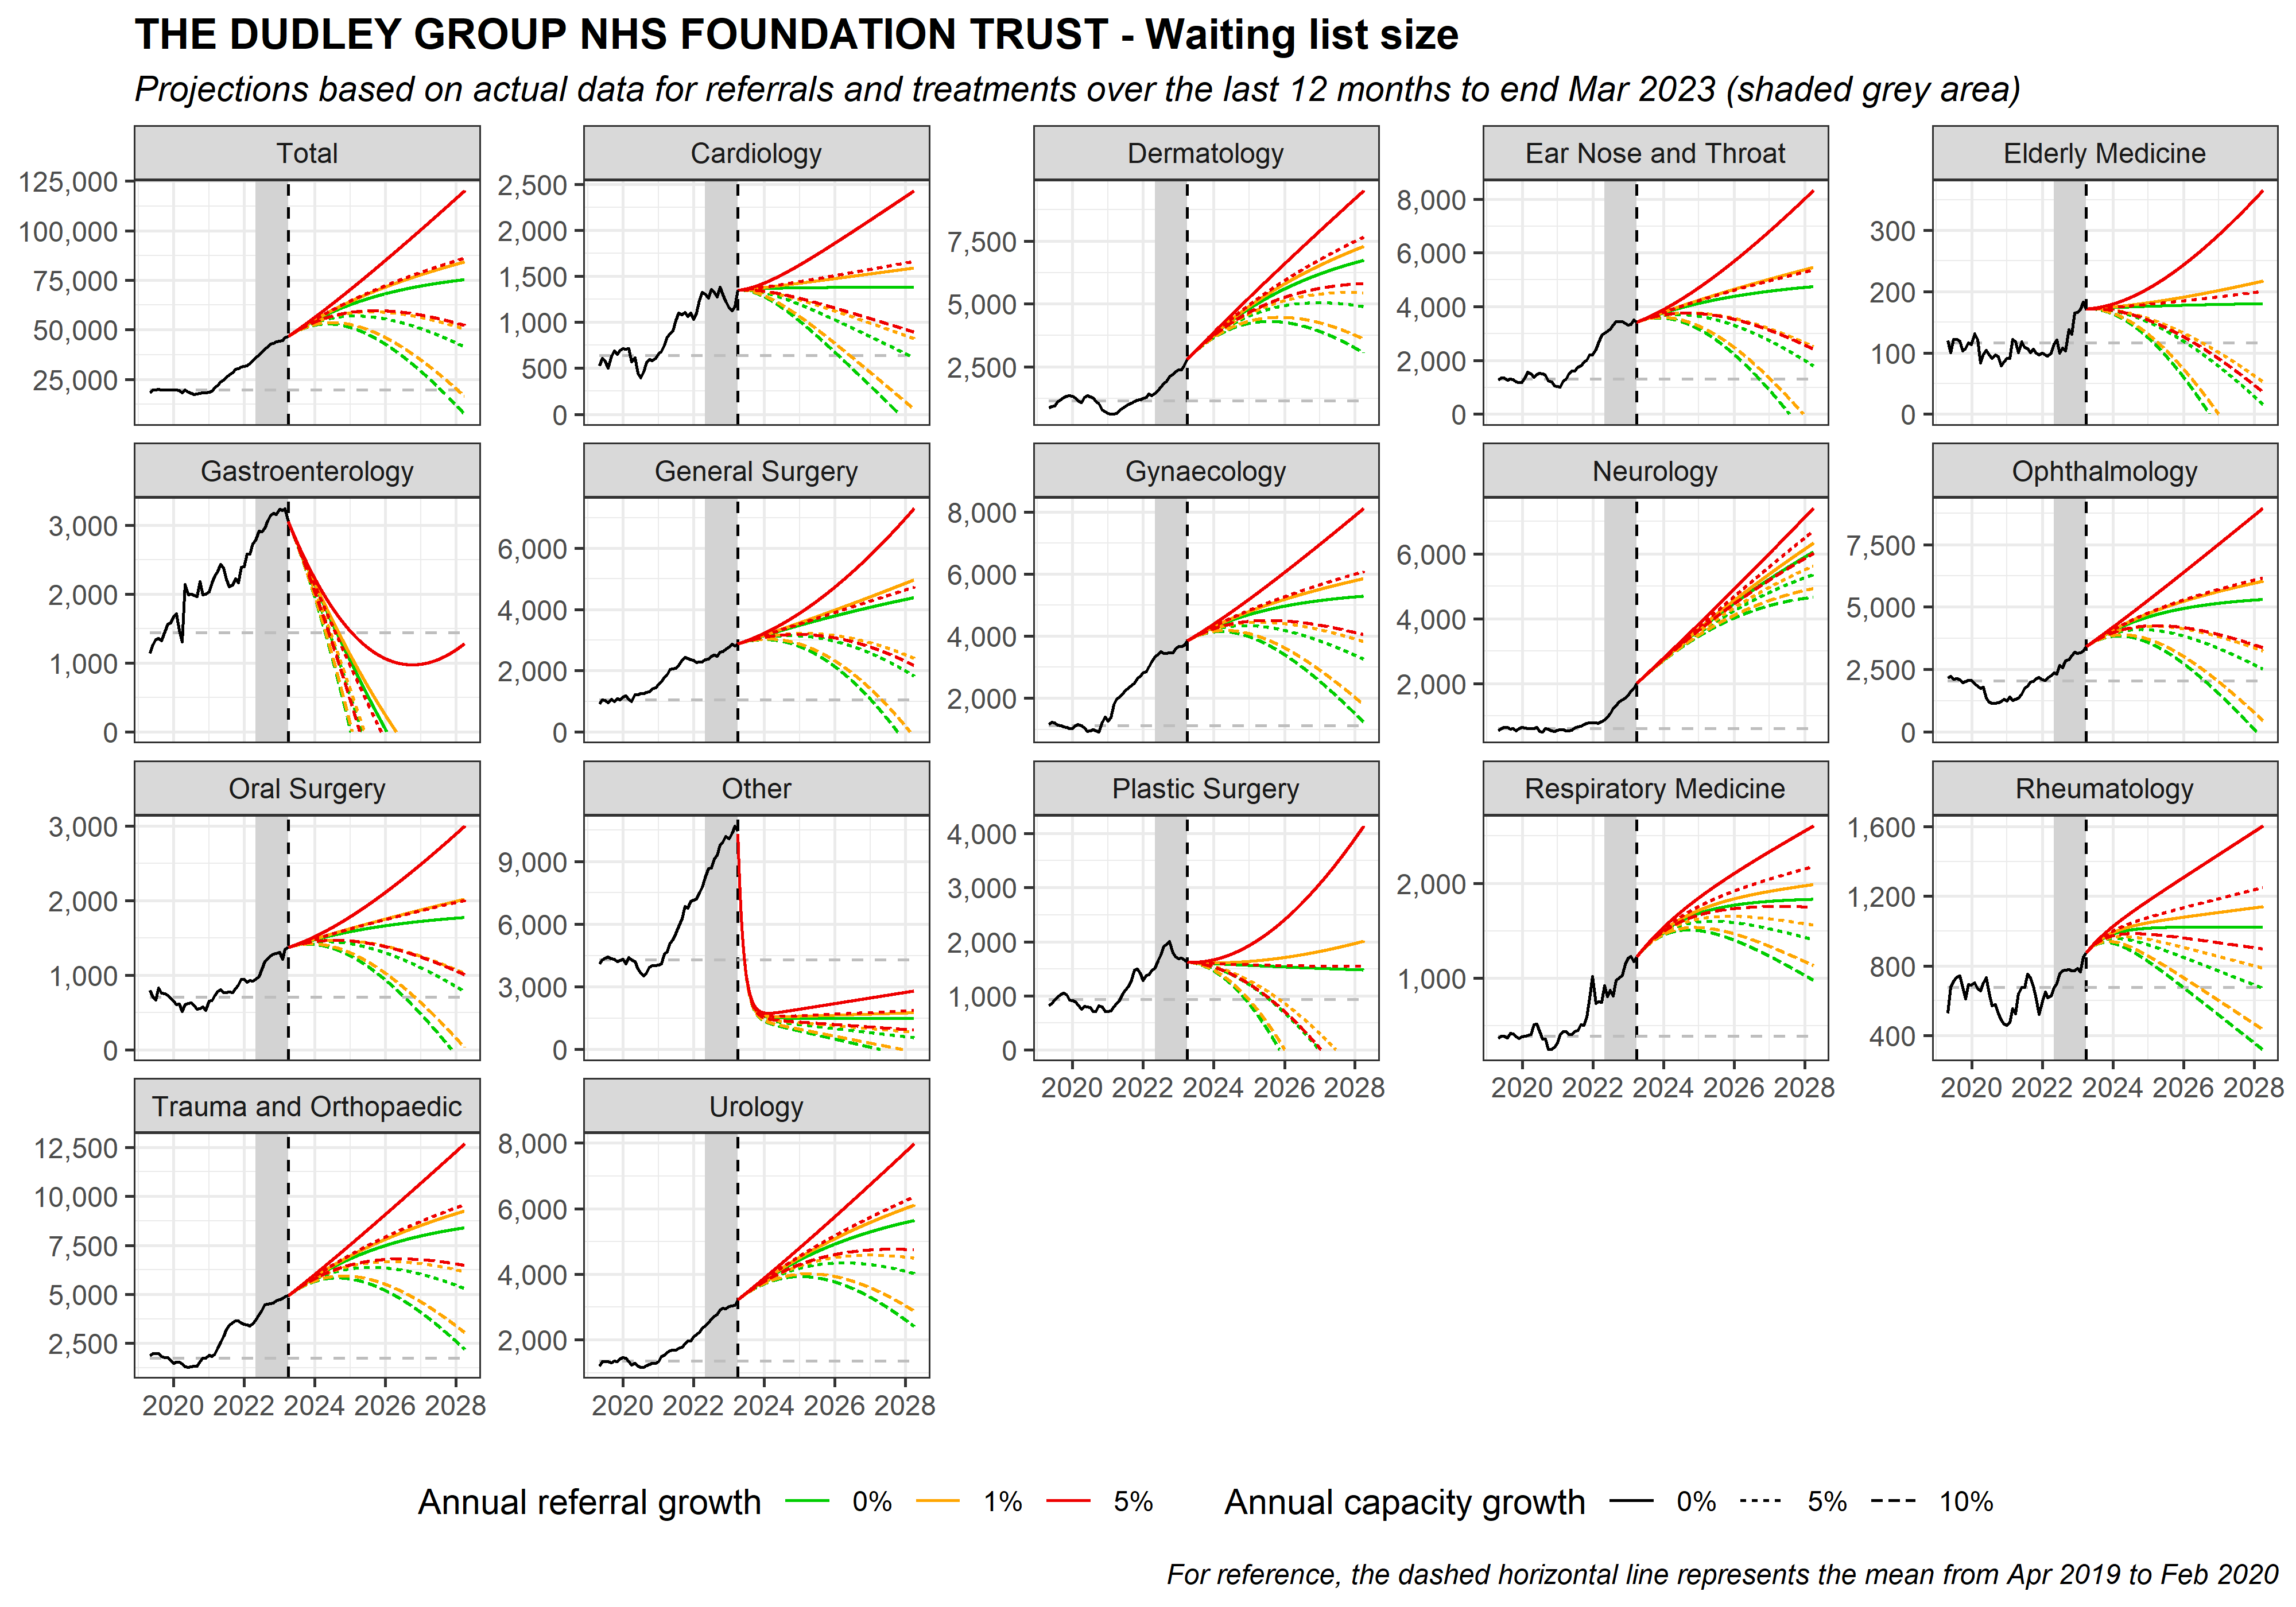 THE DUDLEY GROUP NHS FOUNDATION TRUST - Waiting list size
Projections based on actual data for referrals and treatments over the last 12 months to end Mar 2023 (shaded grey area)
Total
125,000
100,000
75,000
50,000
25,000
Cardiology
2,500
2,000
1,500
1,000
500
0
Dermatology
7,500
5,000
2,500
Ear Nose and Throat
8,000
6,000
4,000
2,000
0
Elderly Medicine
300
200
100
0
Gastroenterology
3,000
2,000
1,000
0
General Surgery
6,000
4,000
2,000
0
Gynaecology
8,000
6,000
4,000
2,000
Neurology
6,000
4,000
2,000
Ophthalmology
7,500
5,000
2,500
0
Oral Surgery
3,000
2,000
1,000
0
Other
9,000
6,000
3,000
0
Plastic Surgery
4,000
3,000
2,000
1,000
0
2020 2022 2024 2026 2028
Respiratory Medicine
2,000
1,000
2020 2022 2024 2026 2028
Rheumatology
1,600
1,200
800
400
2020 2022 2024 2026 2028
Trauma and Orthopaedic
12,500
10,000
7,500
5,000
2,500
2020 2022 2024 2026 2028
Urology
8,000
6,000
4,000
2,000
2020 2022 2024 2026 2028
Annual referral growth 0% 1% 5% Annual capacity growth 0% 5% 10%
For reference, the dashed horizontal line represents the mean from Apr 2019 to Feb 2020